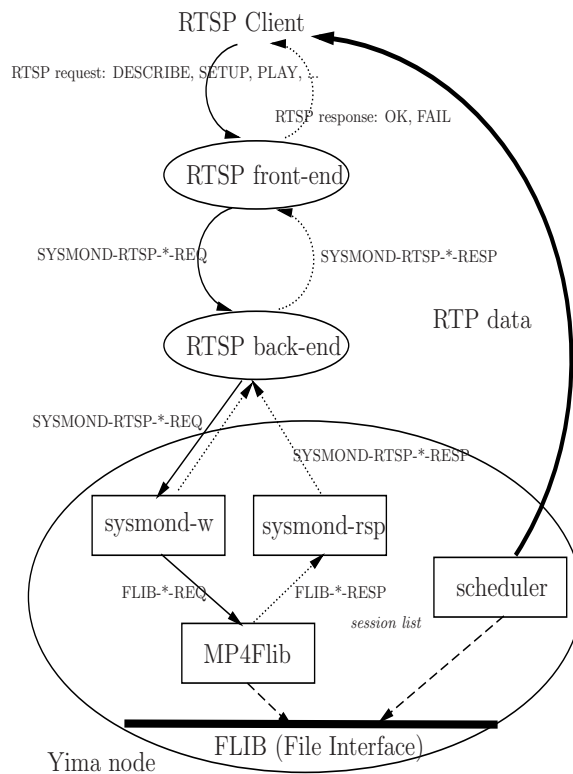 RTSP Client
RTSP request: DESCRIBE, SETUP, PLAY, ...
RTSP response: OK, FAIL
RTSP front-end
SYSMOND-RTSP-*-REQ
SYSMOND-RTSP-*-RESP
RTP data
RTSP back-end
SYSMOND-RTSP-*-REQ
SYSMOND-RTSP-*-RESP
sysmond-w
sysmond-rsp
scheduler
FLIB-*-REQ
FLIB-*-RESP
session list
MP4Flib
FLIB (File Interface)
Yima node